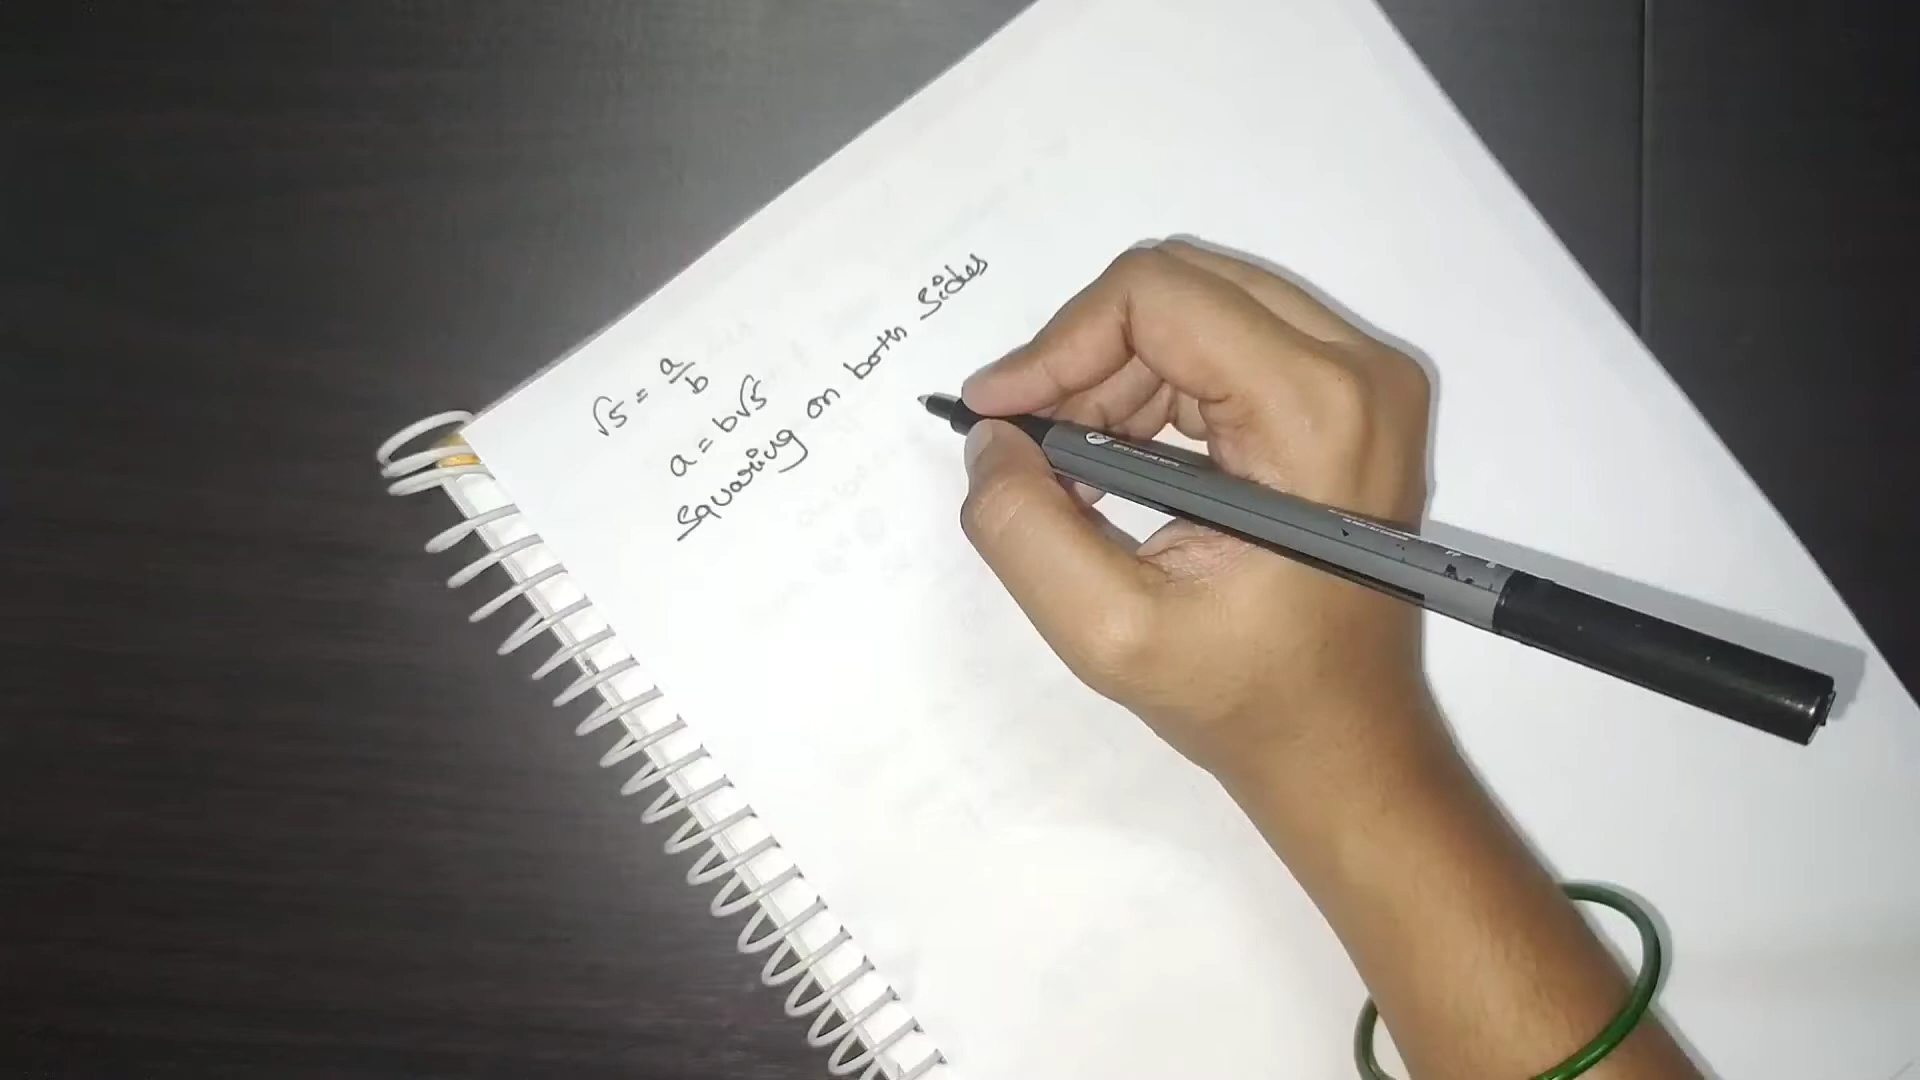 √5 = a/b
a = b√5
Squaring on both sides